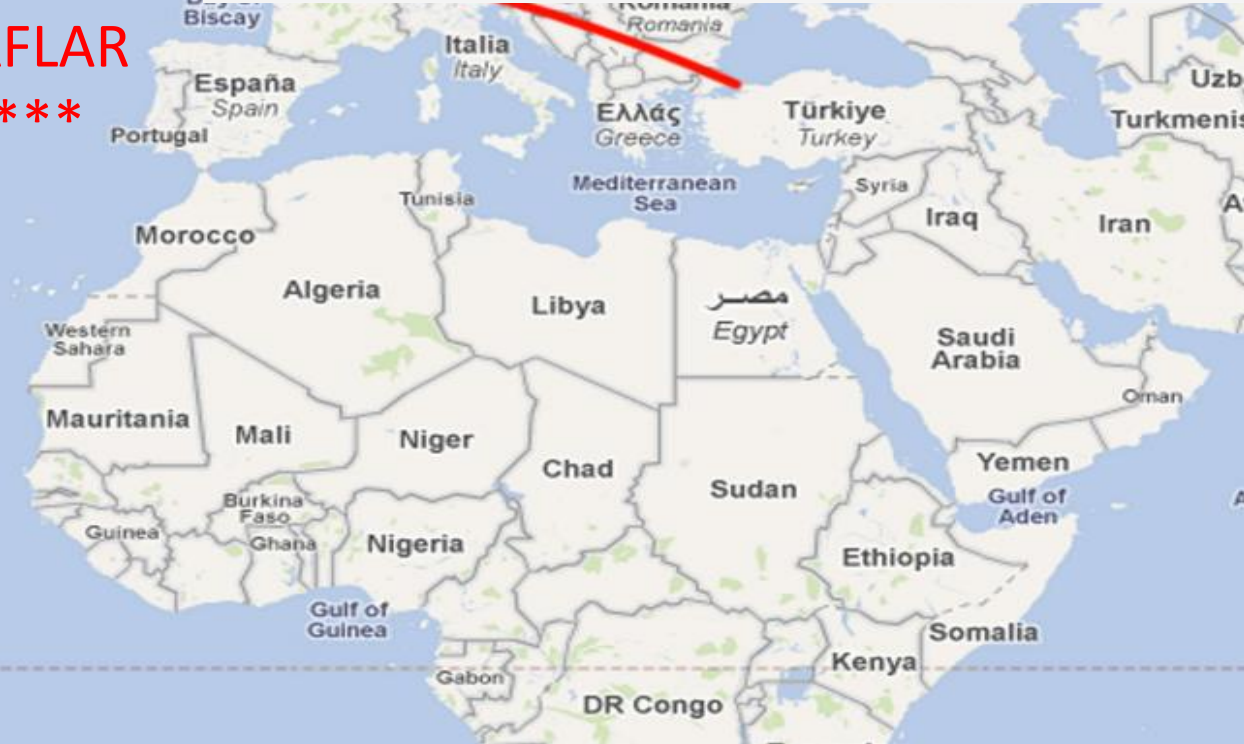 FLAR
***
Biscay
România
Romania
Italia
Italy
España
Spain
Portugal
Ελλάς
Greece
Türkiye
Turkey
Uzb
Turkmenis
Mediterranean
Sea
Syria
Iraq
Iran
A
Tunisia
Morocco
Algeria
Libya
مصر
Egypt
Saudi
Arabia
Western
Sahara
Oman
Mauritania
Mali
Niger
Chad
Sudan
Yemen
Gulf of
Aden
Burkina
Faso
Guinea
Ghana
Nigeria
Ethiopia
Gulf of
Guinea
Somalia
Kenya
Gabon
DR Congo